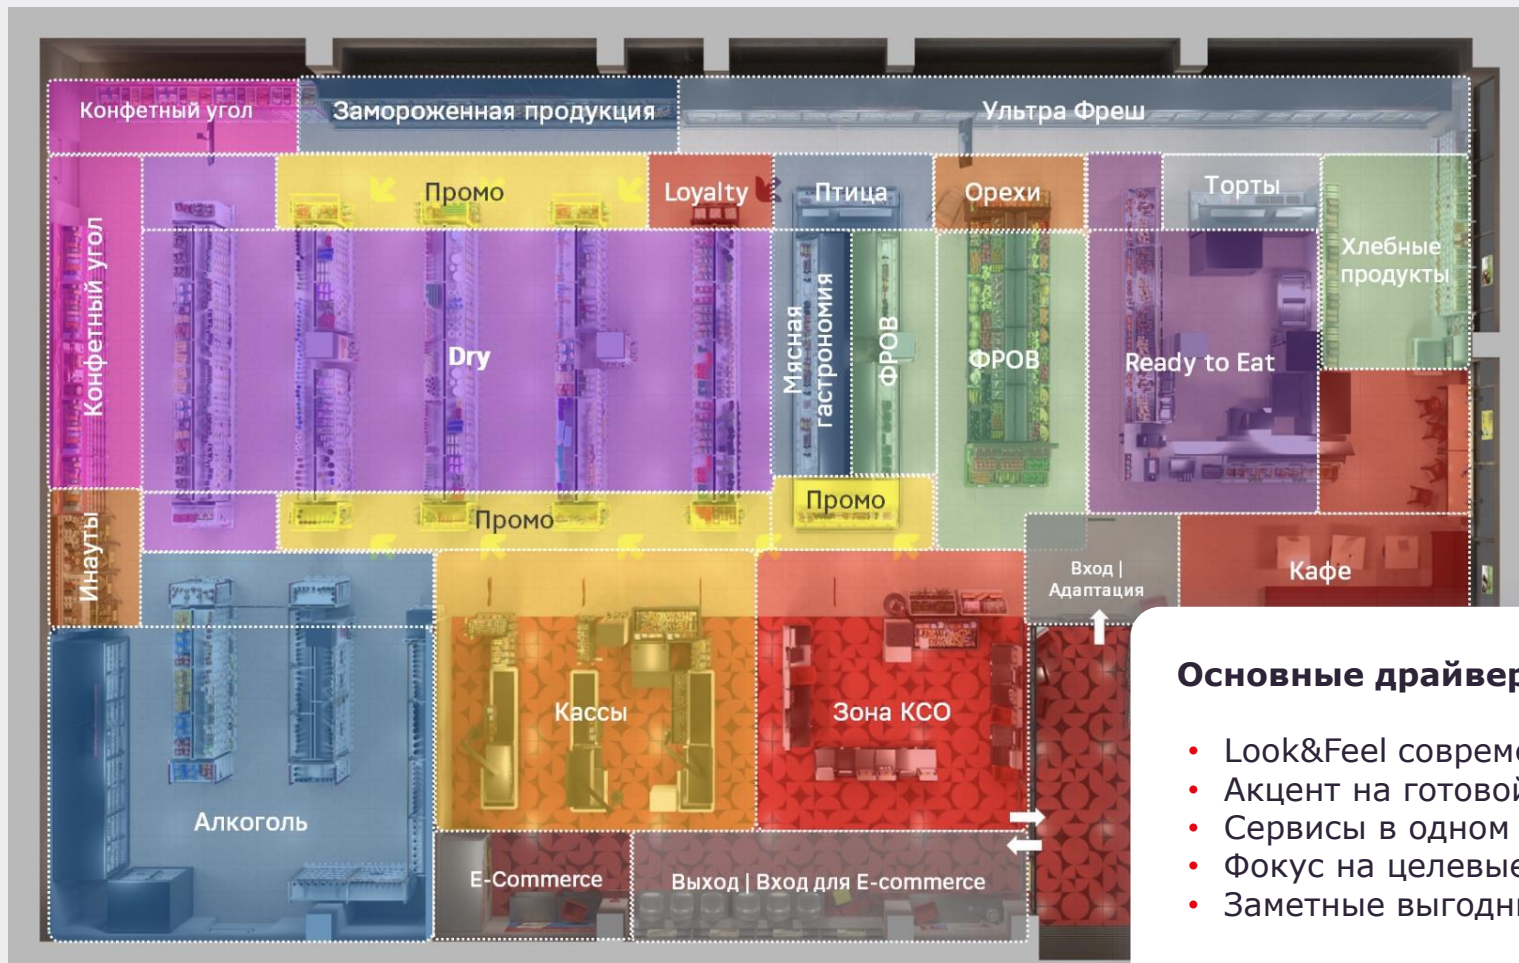 Конфетный угол
Замороженная продукция
Ультра Фреш
Промо
Loyalty
Птица
Орехи
Торты
Хлебные
продукты
Конфетный угол
Dry
Мясная
гастрономия
ФРОВ
ФРОВ
Ready to Eat
Промо
Промо
Инауты
Вход |
Адаптация
Кафе
Кассы
Зона КСО
Алкоголь
E-Commerce
Выход | Вход для E-commerce
Основные драйвер
• Look&Feel совреме
• Акцент на готовой
• Сервисы в одном
• Фокус на целевые
• Заметные выгодн